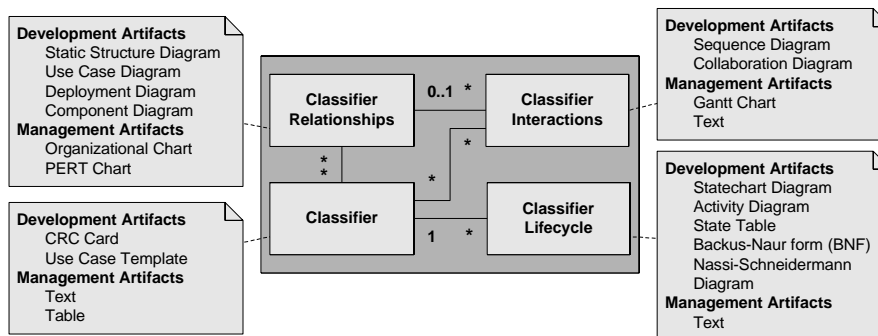 Development Artifacts
Static Structure Diagram
Use Case Diagram
Deployment Diagram
Component Diagram
Management Artifacts
Organizational Chart
PERT Chart
Development Artifacts
CRC Card
Use Case Template
Management Artifacts
Text
Table
Classifier
Relationships
0..1 *
Classifier
Interactions
*
*
*
*
Classifier
1 *
Classifier
Lifecycle
Development Artifacts
Sequence Diagram
Collaboration Diagram
Management Artifacts
Gantt Chart
Text
Development Artifacts
Statechart Diagram
Activity Diagram
State Table
Backus-Naur form (BNF)
Nassi-Schneidermann
Diagram
Management Artifacts
Text